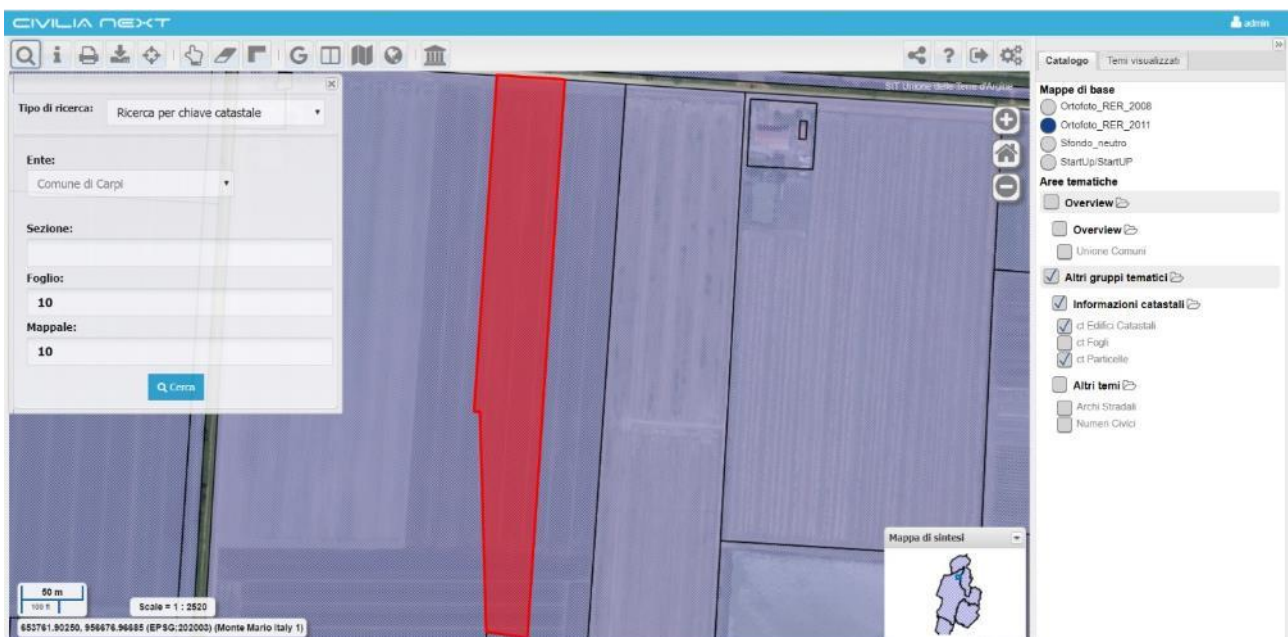 CIVILIA NEXT
admin
i
G
?
Tipo di ricerca:
Ricerca per chiave catastale
Ente:
Comune di Carpi
Sezione:
Foglio:
10
Mappale:
10
Cerca
SIT Unione delle Terre d'Argine
50 m
100 ft
Scale = 1 : 2520
653761.90250, 956676.96685 (EPSG:202003) (Monte Mario Italy 1)
Mappa di sintesi
Catalogo
Temi visualizzati
Mappe di base
Ortofoto_RER_2008
Ortofoto_RER_2011
Sfondo_neutro
StartUp/StartUP
Aree tematiche
Overview
Overview
Unione Comuni
Altri gruppi tematici
Informazioni catastali
ct Edifici Catastali
ct Fogli
ct Particelle
Altri temi
Archi Stradali
Numeri Civici